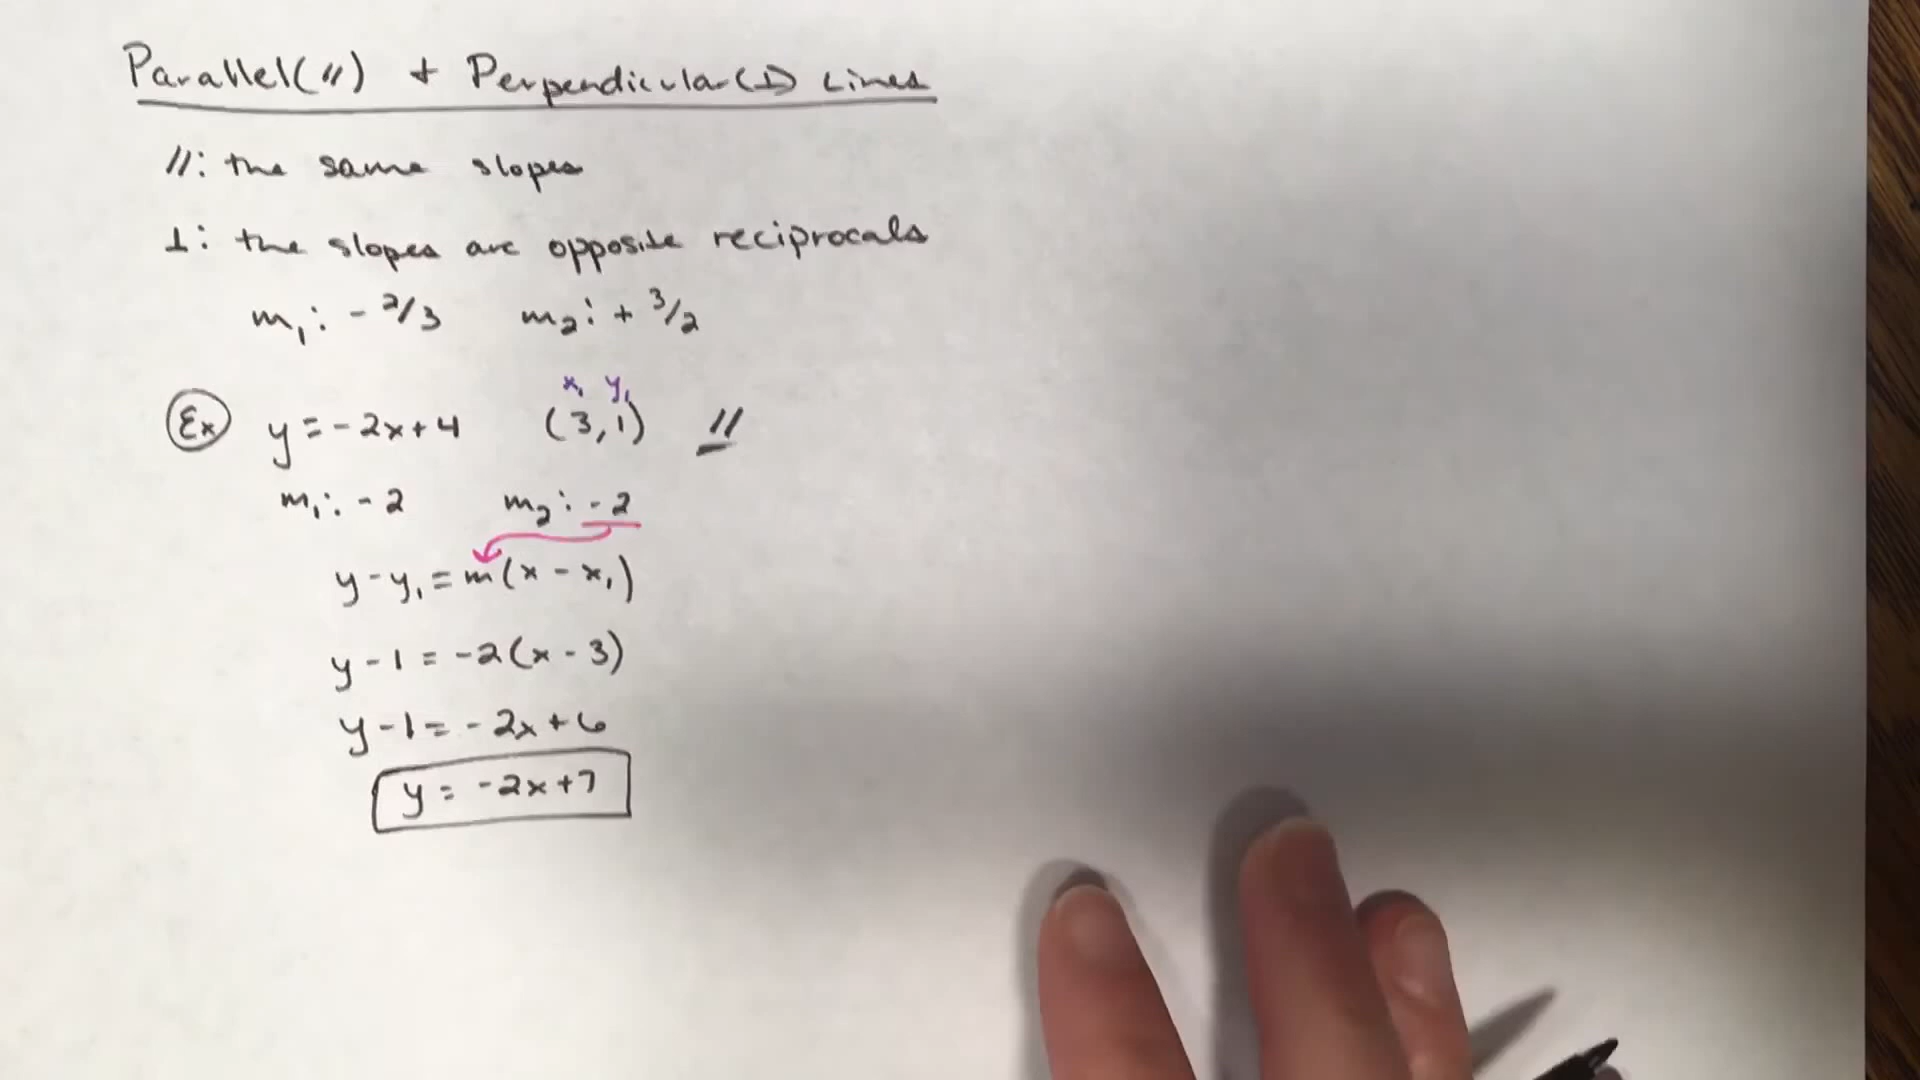 Parallel(//) + Perpendicular(⊥) Lines
//: the same slopes
⊥: the slopes are opposite reciprocals
m₁: - 2/3 m₂: + 3/2
x₁ y₁
Ex y = -2x+4 (3,1) //
m₁: -2 m₂: -2
y-y₁ = m(x - x₁)
y-1 = -2(x-3)
y-1 = -2x+6
y = -2x+7